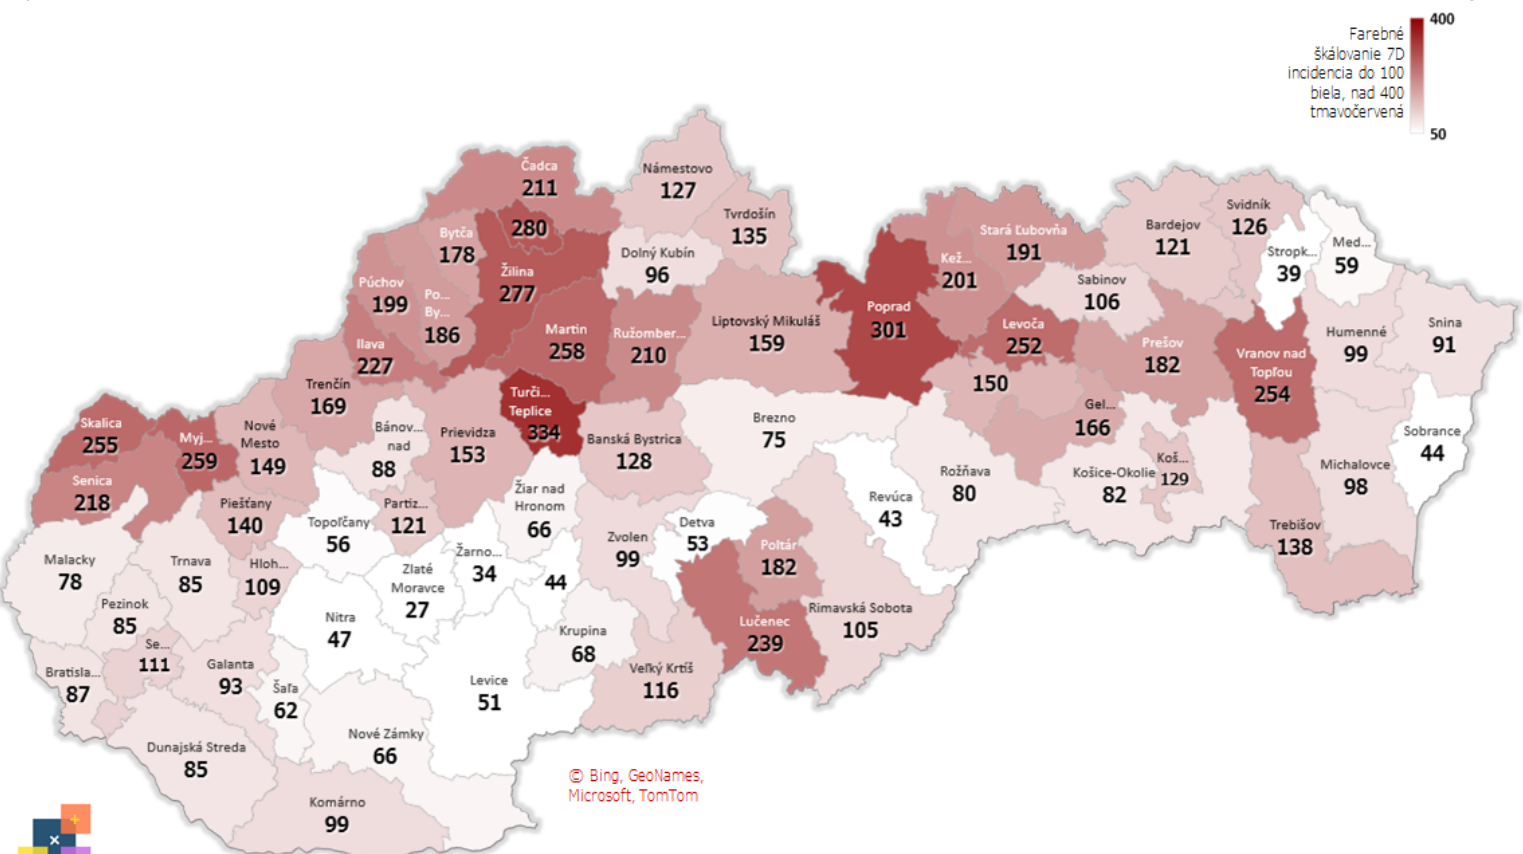 400
Farebné
škálovanie 7D
incidencia do 100
biela, nad 400
tmavočervená
50
Čadca
211
Námestovo
127
Tvrdošín
135
280
Bytča
178
Žilina
277
Dolný Kubín
96
Púchov
199
Po...
By...
186
Ilava
227
Martin
258
Ružomber...
210
Liptovský Mikuláš
159
Poprad
301
Kež...
201
Stará Ľubovňa
191
Bardejov
121
Svidník
126
Stropk...
39
Med...
59
Sabinov
106
Levoča
252
Prešov
182
Vranov nad
Topľou
254
Humenné
99
Snina
91
Trenčín
169
Turči...
Teplice
334
150
Gel...
166
Skalica
255
Myj...
259
Nové
Mesto
149
Bánov...
nad
88
Prievidza
153
Banská Bystrica
128
Brezno
75
Sobrance
44
Senica
218
Piešťany
140
Topoľčany
56
Partiz...
121
Žiar nad
Hronom
66
Rožňava
80
Košice-Okolie
82
Koš...
129
Michalovce
98
Revúca
43
Trebišov
138
Malacky
78
Trnava
85
Hloh...
109
Zlaté
Moravce
27
Žarno...
34
44
Zvolen
99
Detva
53
Poltár
182
Pezinok
85
Nitra
47
Krupina
68
Lučenec
239
Rimavská Sobota
105
Se...
111
Bratisla...
87
Galanta
93
Šaľa
62
Levice
51
Veľký Krtíš
116
Dunajská Streda
85
Nové Zámky
66
Komárno
99
© Bing, GeoNames,
Microsoft, TomTom